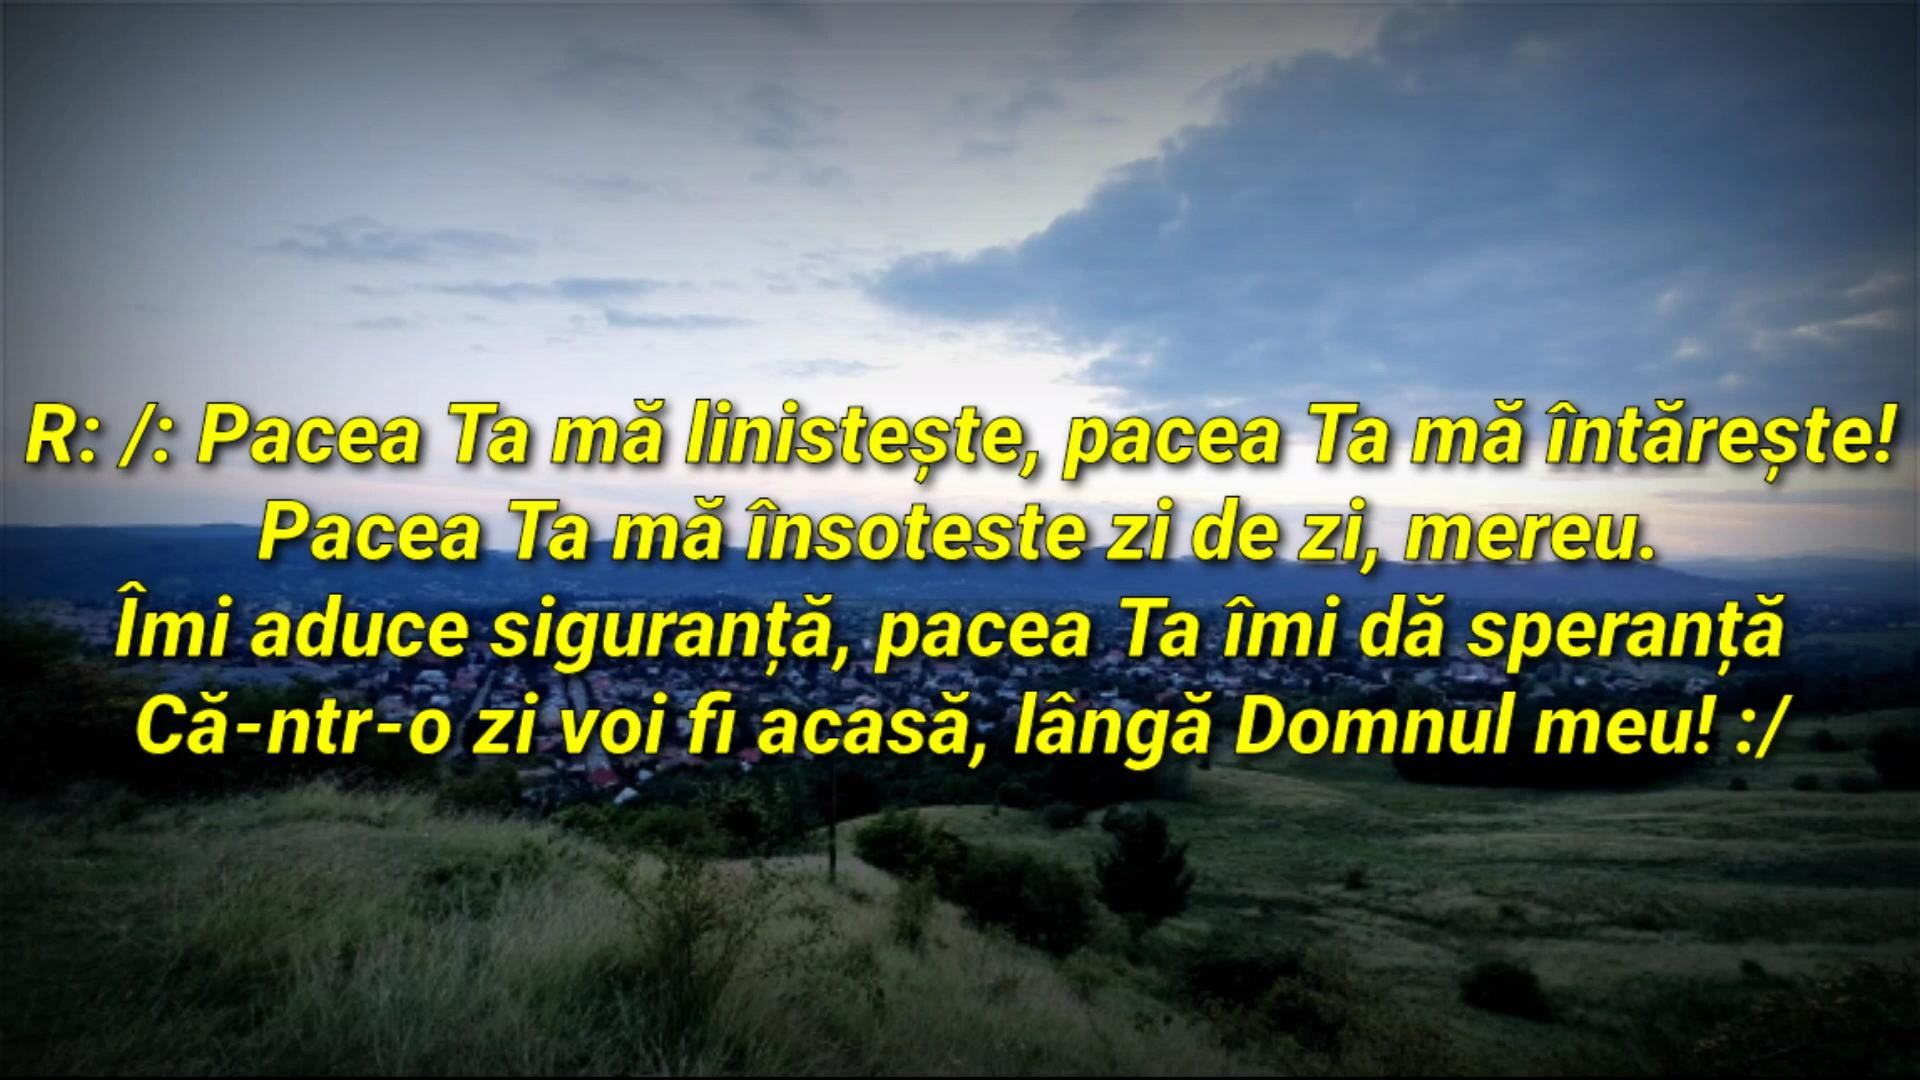 R: /: Pacea Ta mă linistește, pacea Ta mă întărește!
Pacea Ta mă însoteste zi de zi, mereu.
Îmi aduce siguranță, pacea Ta îmi dă speranță
Că-ntr-o zi voi fi acasă, lângă Domnul meu! :/